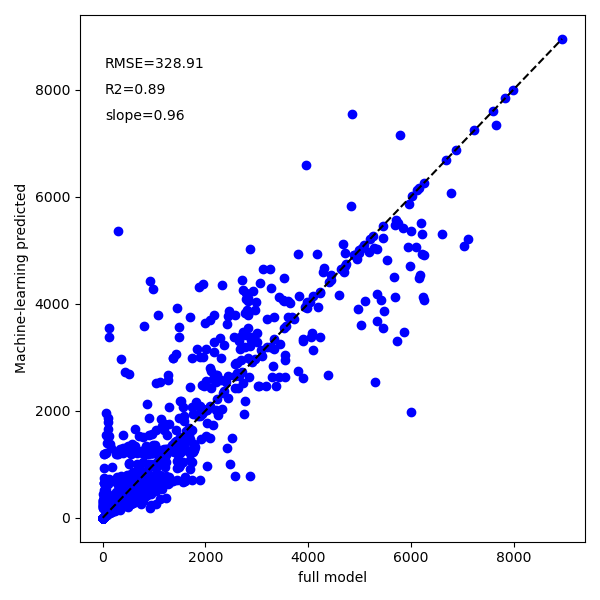 RMSE=328.91
R2=0.89
slope=0.96
8000
6000
4000
2000
0
Machine-learning predicted
0 2000 4000 6000 8000
full model